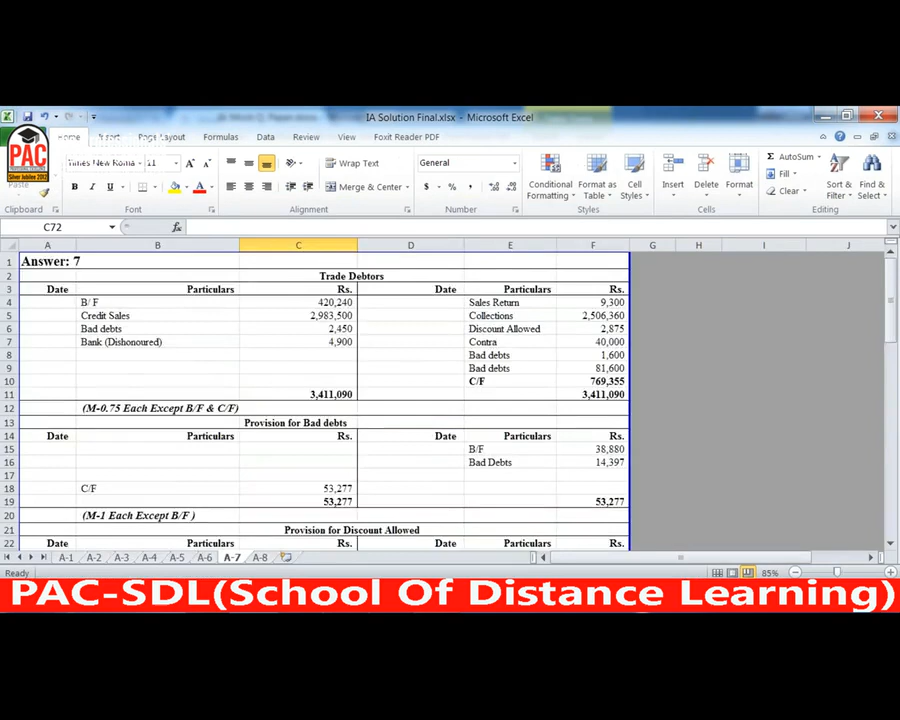 IA Solution Final.xlsx - Microsoft Excel
Home Insert Page Layout Formulas Data Review View Foxit Reader PDF
PAC
Silver Jubilee 2012
Times New Roma 11 A A Wrap Text General Σ AutoSum
Paste B I U A Merge & Center $ % , Conditional Formatting Format as Table Cell Styles Insert Delete Format Fill Clear Sort & Filter Find & Select
Clipboard Font Alignment Number Styles Cells Editing
C72 fx
A B C D E F G H I J
1 Answer: 7
2 Trade Debtors
3 Date Particulars Rs. Date Particulars Rs.
4 B/ F 420,240 Sales Return 9,300
5 Credit Sales 2,983,500 Collections 2,506,360
6 Bad debts 2,450 Discount Allowed 2,875
7 Bank (Dishonoured) 4,900 Contra 40,000
8 Bad debts 1,600
9 Bad debts 81,600
10 C/F 769,355
11 3,411,090 3,411,090
12 (M-0.75 Each Except B/F & C/F)
13 Provision for Bad debts
14 Date Particulars Rs. Date Particulars Rs.
15 B/F 38,880
16 Bad Debts 14,397
17
18 C/F 53,277
19 53,277 53,277
20 (M-1 Each Except B/F )
21 Provision for Discount Allowed
22 Date Particulars Rs. Date Particulars Rs.
A-1 A-2 A-3 A-4 A-5 A-6 A-7 A-8
Ready 85%
PAC-SDL(School Of Distance Learning)